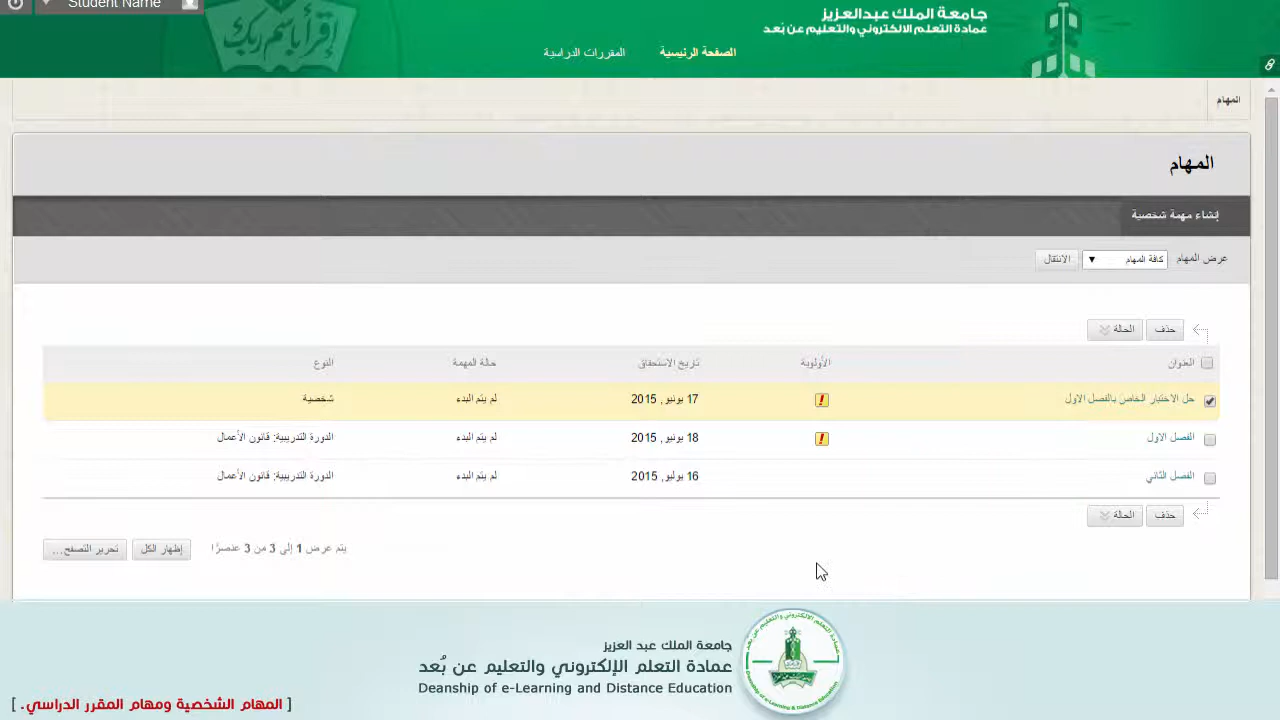 Student Name
جامعة الملك عبدالعزيز
عمادة التعلم الالكتروني والتعليم عن بُعد
اقرأ باسم ربك
الصفحة الرئيسية
المقررات الدراسية
المهام
المهام
إنشاء مهمة شخصية
عرض المهام كافة المهام الانتقال
حذف الحالة
العنوان الأولوية تاريخ الاستحقاق حالة المهمة النوع
حل الاختبار الخاص بالفصل الاول 17 يونيو, 2015 لم يتم البدء شخصية
الفصل الاول 18 يونيو, 2015 لم يتم البدء الدورة التدريبية: قانون الأعمال
الفصل الثاني 16 يوليو, 2015 لم يتم البدء الدورة التدريبية: قانون الأعمال
حذف الحالة
يتم عرض 1 إلى 3 من 3 عنصرًا إظهار الكل تحرير التصفح...
جامعة الملك عبد العزيز
عمادة التعلم الإلكتروني والتعليم عن بُعد
Deanship of e-Learning and Distance Education
[ المهام الشخصية ومهام المقرر الدراسي. ]